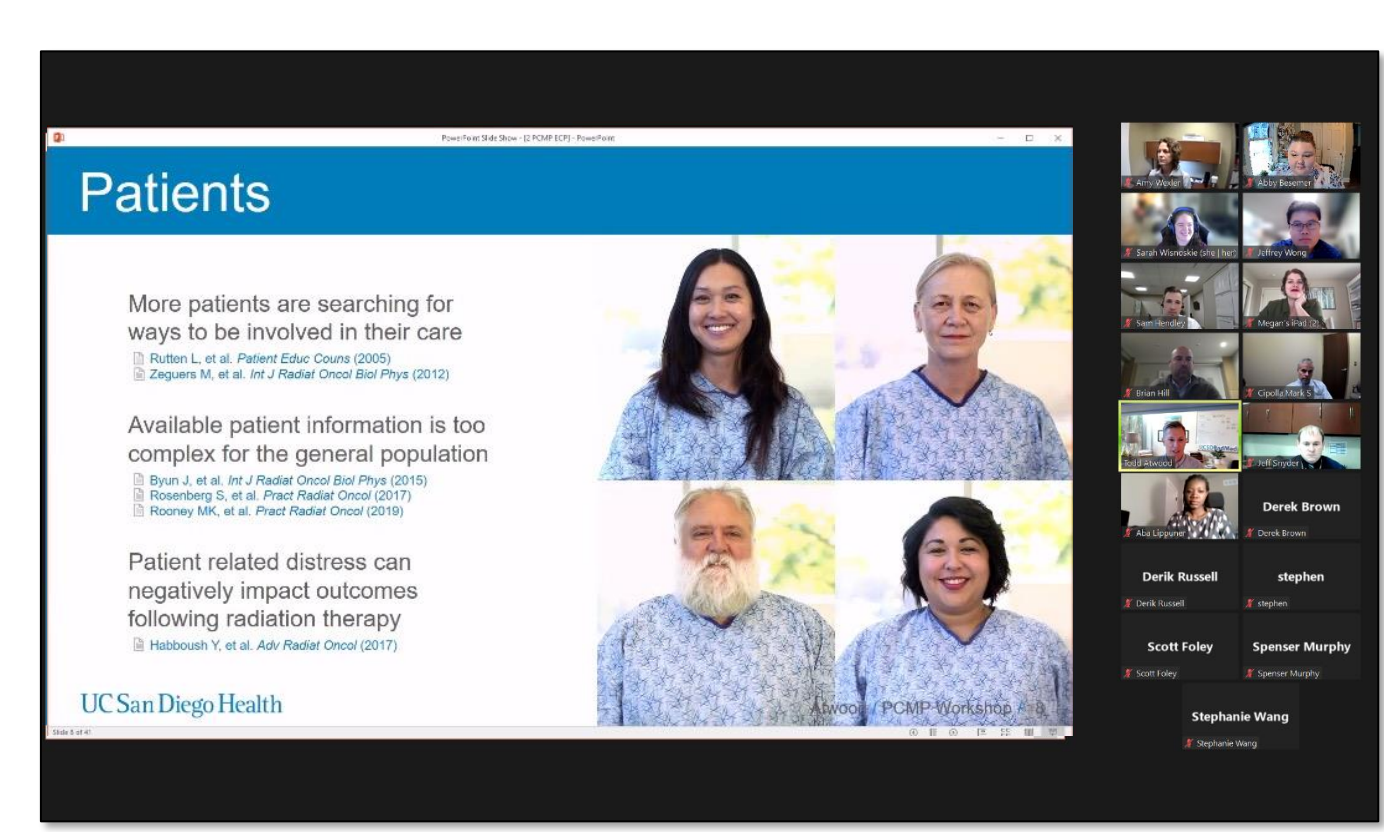 PowerPoint Slide Show - [2 PCMP ECP] - PowerPoint
Patients
More patients are searching for
ways to be involved in their care
Rutten L, et al. Patient Educ Couns (2005)
Zeguers M, et al. Int J Radiat Oncol Biol Phys (2012)
Available patient information is too
complex for the general population
Byun J, et al. Int J Radiat Oncol Biol Phys (2015)
Rosenberg S, et al. Pract Radiat Oncol (2017)
Rooney MK, et al. Pract Radiat Oncol (2019)
Patient related distress can
negatively impact outcomes
following radiation therapy
Habboush Y, et al. Adv Radiat Oncol (2017)
UC San Diego Health
Atwood / PCMP Workshop /
Slide 8 of 41
Amy Wexler
Abby Besemer
Sarah Wisnoskie (she | her)
Jeffrey Wong
Sam Hendley
Megan's iPad (2)
Brian Hill
Cipolla,Mark S
Todd Atwood
Jeff Snyder
Aba Lippuner
Derek Brown
Derek Brown
Derik Russell
Derik Russell
stephen
stephen
Scott Foley
Scott Foley
Spenser Murphy
Spenser Murphy
Stephanie Wang
Stephanie Wang